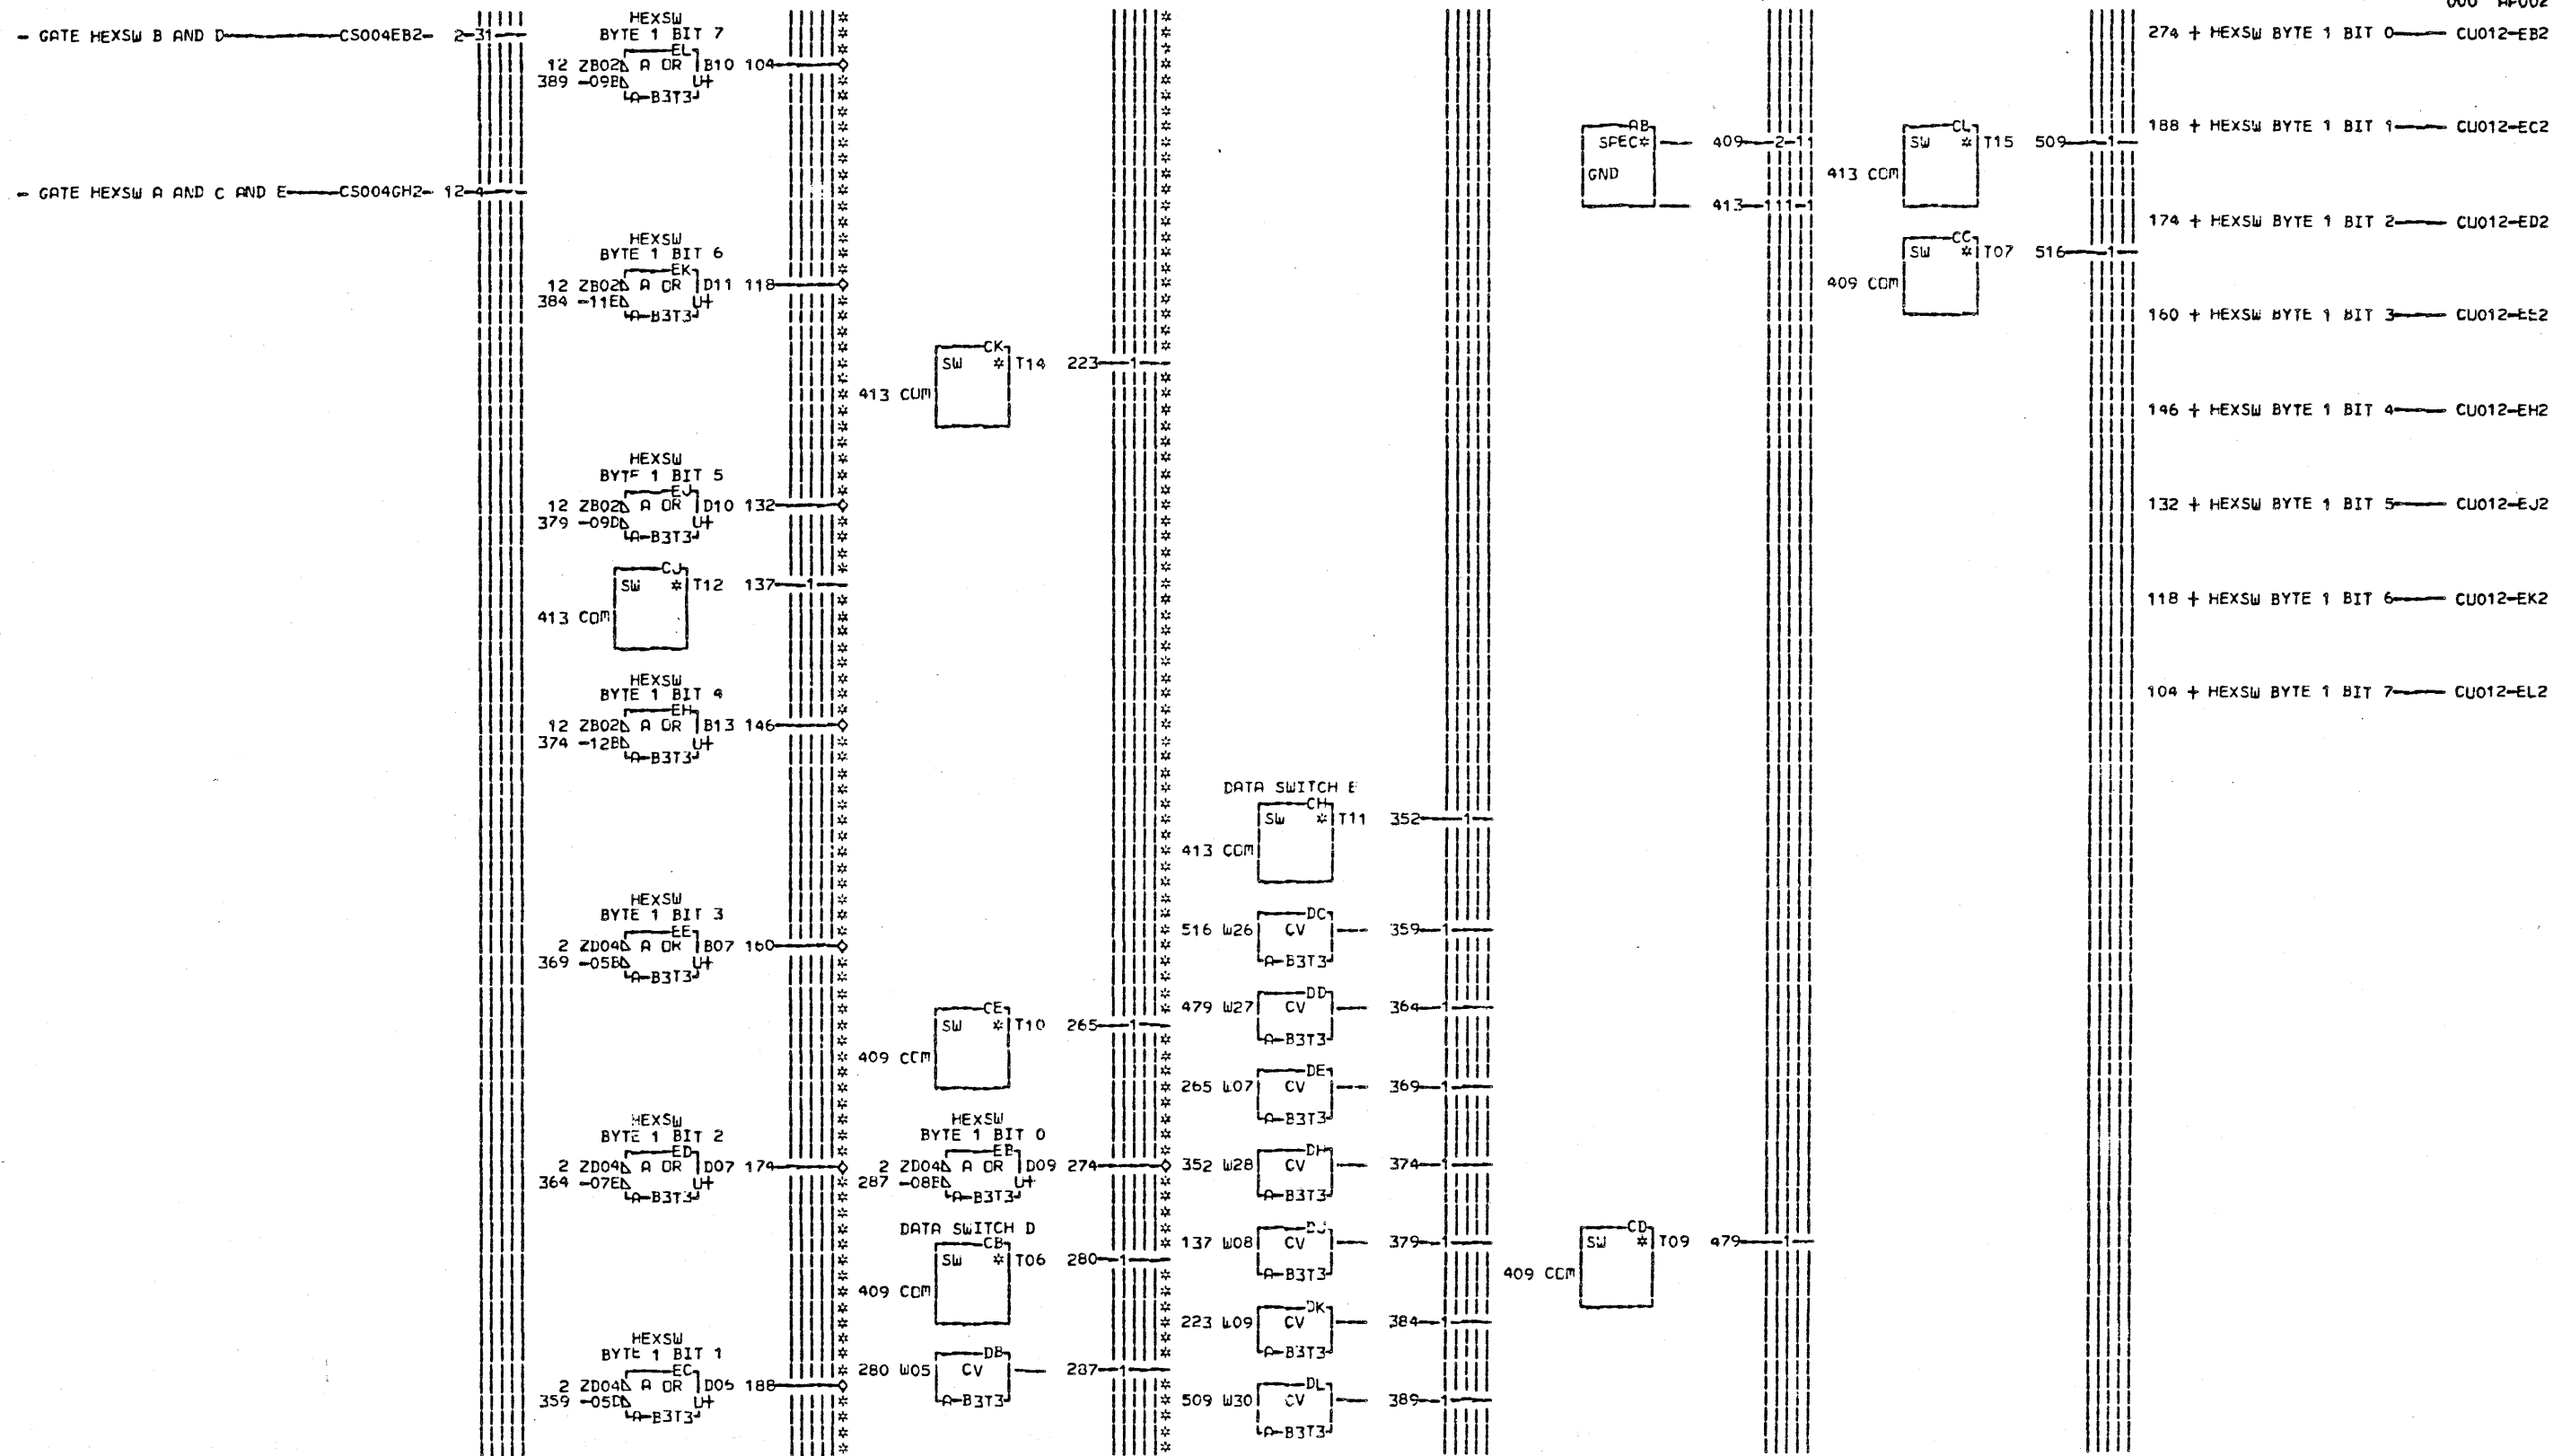 - GATE HEXSW B AND D CS004EB2- 2-31
- GATE HEXSW A AND C AND E CS004GH2- 12-4
HEXSW
BYTE 1 BIT 7
EL
12 ZB02 A OR B10 104
389 -09B U+
A-B3T3
HEXSW
BYTE 1 BIT 6
EK
12 ZB02 A OR D11 118
384 U+
A-B3T3
HEXSW
BYTE 1 BIT 5
EJ
12 ZB02 A OR D10 132
379 -09D U+
A-B3T3
CJ
SW * T12 137-1
413 COM
HEXSW
BYTE 1 BIT 4
EH
12 ZB02 A OR B13 146
374 -12B U+
A-B3T3
HEXSW
BYTE 1 BIT 3
EE
2 ZD04 A OR B07 160
369 -05B U+
A-B3T3
HEXSW
BYTE 1 BIT 2
ED
2 ZD04 A OR D07 174
364 U+
A-B3T3
HEXSW
BYTE 1 BIT 1
EC
2 ZD04 A OR 188
359 -05D U+
A-B3T3
CK
SW * T14 223-1
413 COM
CE
SW * T10 265-1
409 COM
HEXSW
BYTE 1 BIT 0
EB
2 ZD04 A OR D09 274
287 U+
A-B3T3
DATA SWITCH D
CB
SW * T06 280-1
409 COM
DB
280 W05 CV 287-1
A-B3T3
DATA SWITCH E
CH
SW * T11 352-1
413 COM
DC
516 W26 CV 359-1
A-B3T3
DD
479 W27 CV 364-1
A-B3T3
DE
265 W07 CV 369-1
A-B3T3
DH
352 W28 CV 374-1
A-B3T3
DJ
137 W08 CV 379-1
A-B3T3
DK
223 W09 CV 384-1
A-B3T3
DL
509 W30 CV 389-1
A-B3T3
AB
SPEC* 409-2-11
GND
413-111-1
CD
SW * T09 479-1
409 COM
CL
SW * T15 509-1
413 COM
CC
SW * T07 516-1
409 COM
274 + HEXSW BYTE 1 BIT 0 CU012-EB2
188 + HEXSW BYTE 1 BIT 1 CU012-EC2
174 + HEXSW BYTE 1 BIT 2 CU012-ED2
160 + HEXSW BYTE 1 BIT 3 CU012-EE2
146 + HEXSW BYTE 1 BIT 4 CU012-EH2
132 + HEXSW BYTE 1 BIT 5 CU012-EJ2
118 + HEXSW BYTE 1 BIT 6 CU012-EK2
104 + HEXSW BYTE 1 BIT 7 CU012-EL2